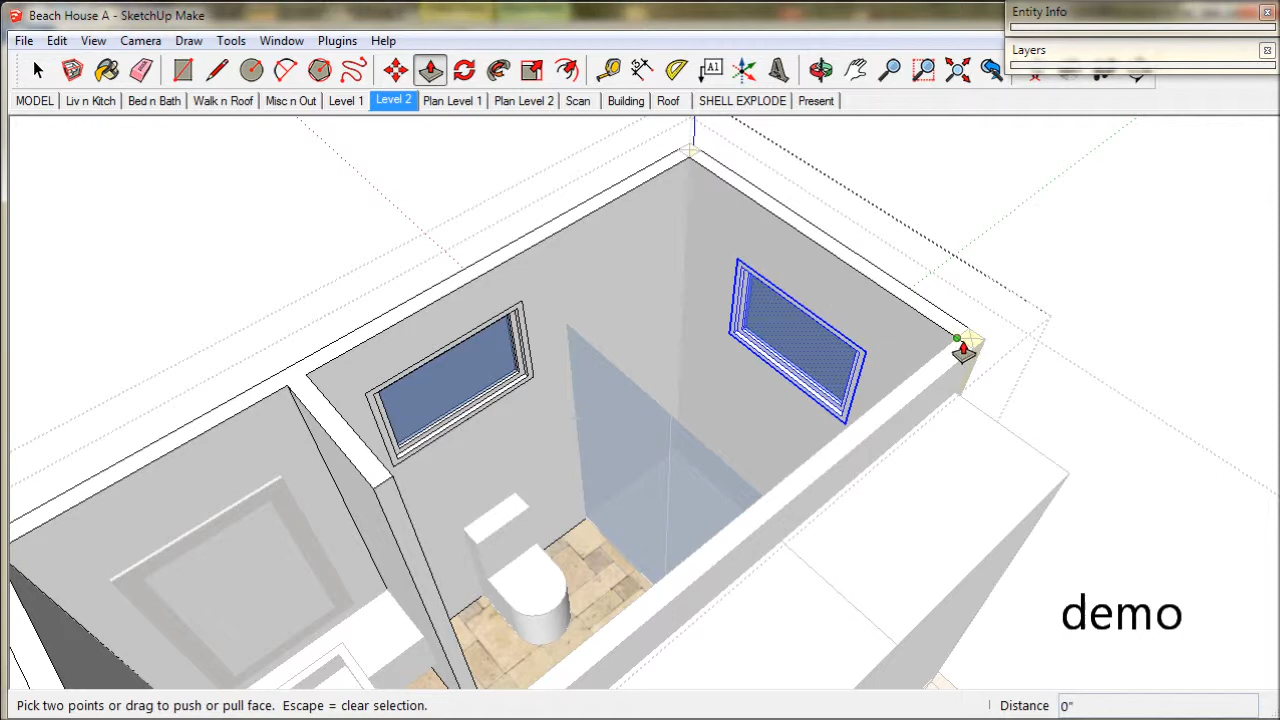 Beach House A - SketchUp Make
Entity Info
File Edit View Camera Draw Tools Window Plugins Help
Layers
A1
MODEL Liv n Kitch Bed n Bath Walk n Roof Misc n Out Level 1 Level 2 Plan Level 1 Plan Level 2 Scan Building Roof SHELL EXPLODE Present
demo
Pick two points or drag to push or pull face. Escape = clear selection. Distance 0"